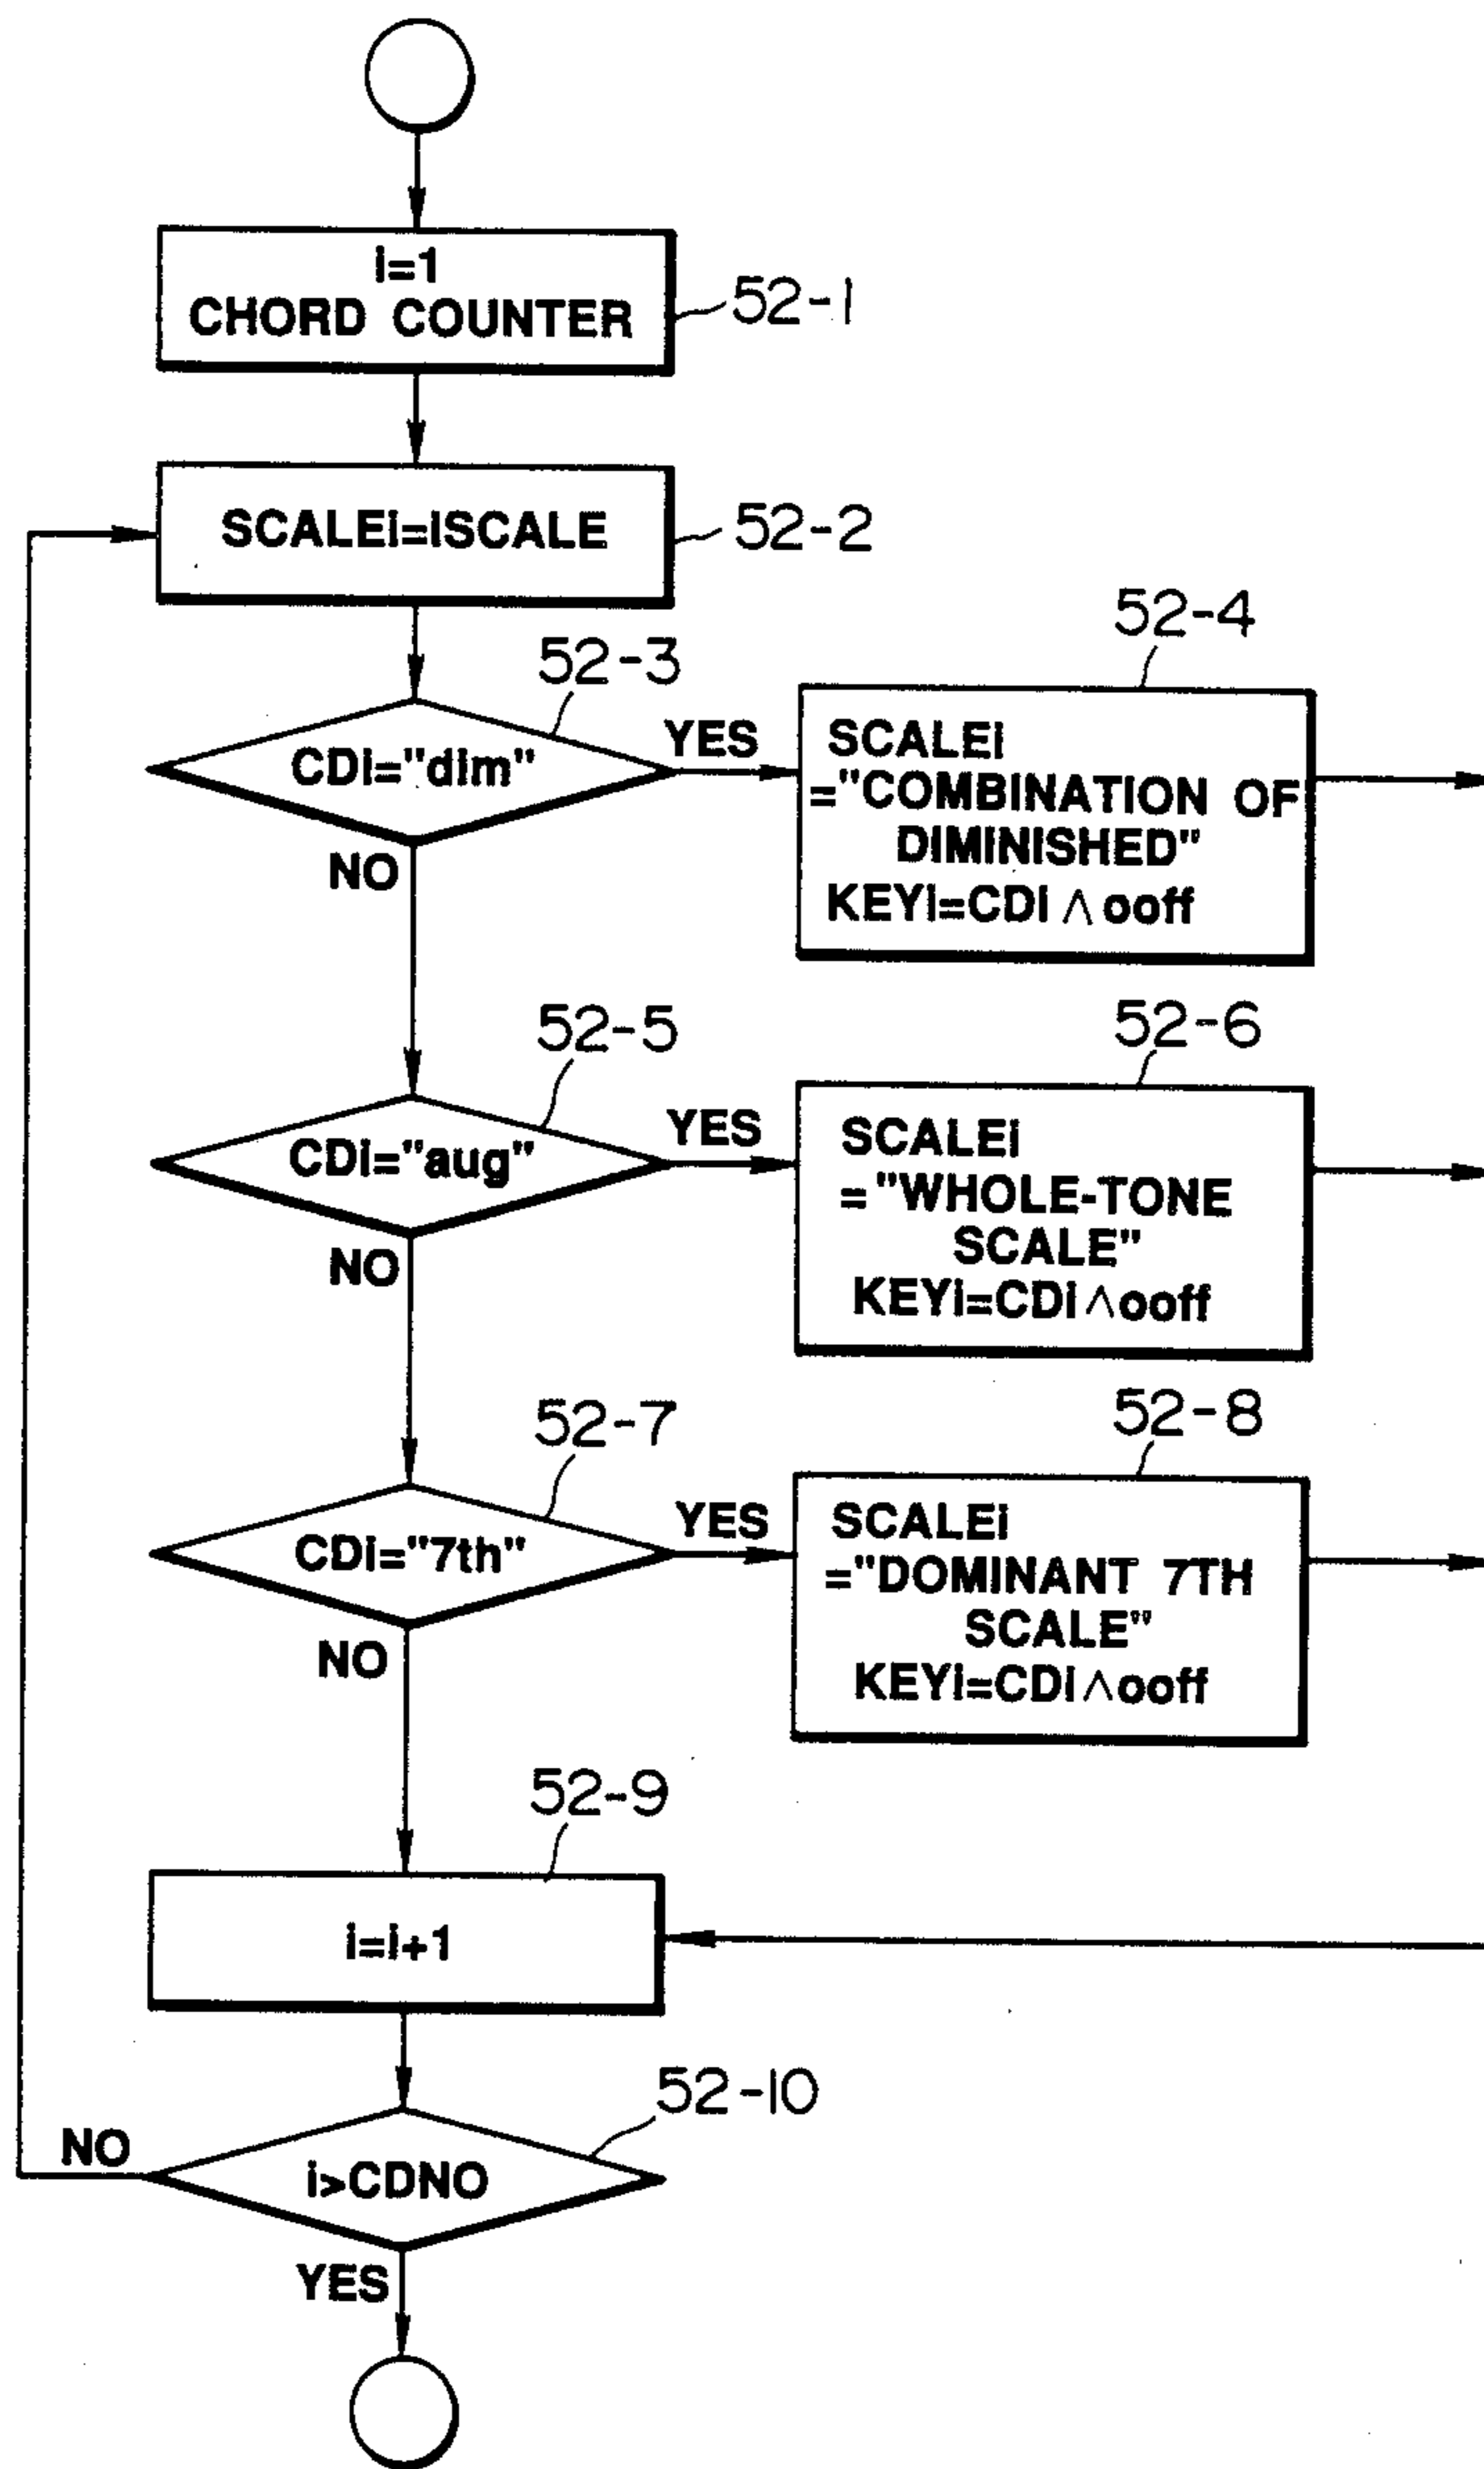 i=1
CHORD COUNTER
52-1
SCALEi=ISCALE
52-2
52-3
CDi="dim"
YES
NO
52-4
SCALEi
="COMBINATION OF
DIMINISHED"
KEYi=CDi∧ooff
52-5
CDi="aug"
YES
NO
52-6
SCALEi
="WHOLE-TONE
SCALE"
KEYi=CDi∧ooff
52-7
CDi="7th"
YES
NO
52-8
SCALEi
="DOMINANT 7TH
SCALE"
KEYi=CDi∧ooff
52-9
i=i+1
52-10
i>CDNO
NO
YES